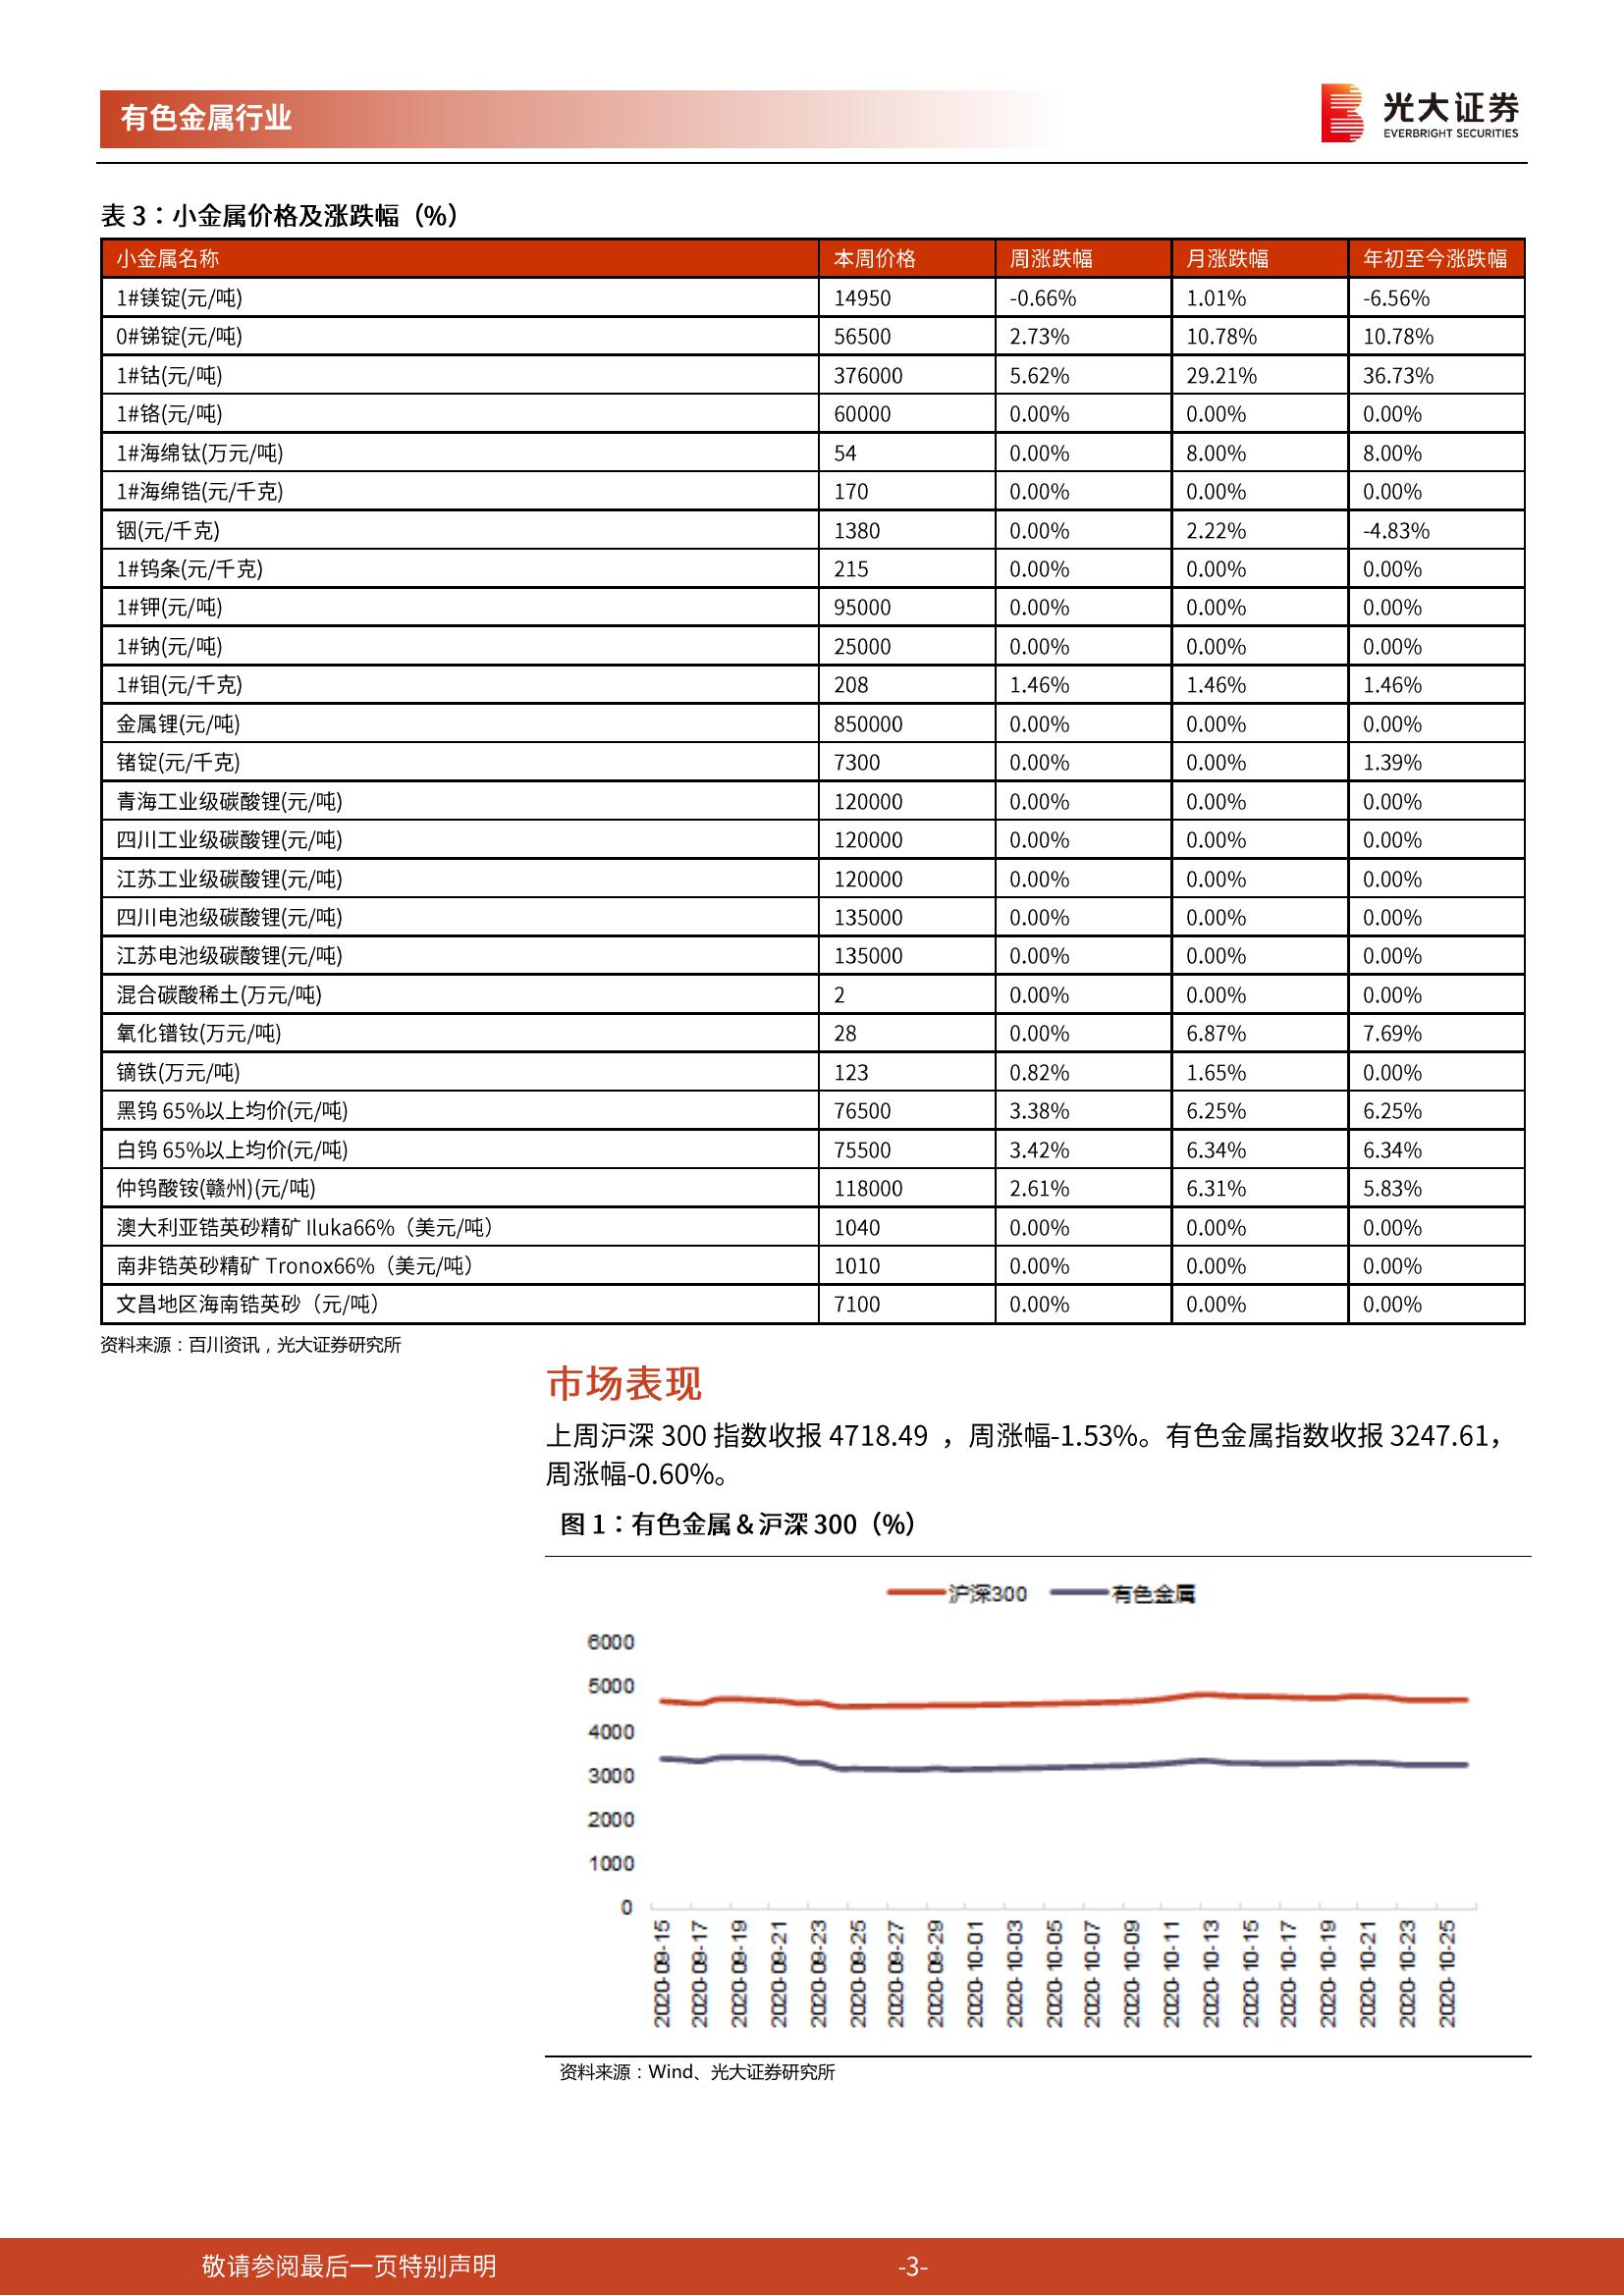 有色金属行业
光大证券
EVERBRIGHT SECURITIES
表 3：小金属价格及涨跌幅（%）
小金属名称 本周价格 周涨跌幅 月涨跌幅 年初至今涨跌幅
1#镁锭(元/吨) 14950 -0.66% 1.01% -6.56%
0#锑锭(元/吨) 56500 2.73% 10.78% 10.78%
1#钴(元/吨) 376000 5.62% 29.21% 36.73%
1#铬(元/吨) 60000 0.00% 0.00% 0.00%
1#海绵钛(万元/吨) 54 0.00% 8.00% 8.00%
1#海绵锆(元/千克) 170 0.00% 0.00% 0.00%
铟(元/千克) 1380 0.00% 2.22% -4.83%
1#钨条(元/千克) 215 0.00% 0.00% 0.00%
1#钾(元/吨) 95000 0.00% 0.00% 0.00%
1#钠(元/吨) 25000 0.00% 0.00% 0.00%
1#钼(元/千克) 208 1.46% 1.46% 1.46%
金属锂(元/吨) 850000 0.00% 0.00% 0.00%
锗锭(元/千克) 7300 0.00% 0.00% 1.39%
青海工业级碳酸锂(元/吨) 120000 0.00% 0.00% 0.00%
四川工业级碳酸锂(元/吨) 120000 0.00% 0.00% 0.00%
江苏工业级碳酸锂(元/吨) 120000 0.00% 0.00% 0.00%
四川电池级碳酸锂(元/吨) 135000 0.00% 0.00% 0.00%
江苏电池级碳酸锂(元/吨) 135000 0.00% 0.00% 0.00%
混合碳酸稀土(万元/吨) 2 0.00% 0.00% 0.00%
氧化镨钕(万元/吨) 28 0.00% 6.87% 7.69%
镝铁(万元/吨) 123 0.82% 1.65% 0.00%
黑钨 65%以上均价(元/吨) 76500 3.38% 6.25% 6.25%
白钨 65%以上均价(元/吨) 75500 3.42% 6.34% 6.34%
仲钨酸铵(赣州)(元/吨) 118000 2.61% 6.31% 5.83%
澳大利亚锆英砂精矿 Iluka66%（美元/吨） 1040 0.00% 0.00% 0.00%
南非锆英砂精矿 Tronox66%（美元/吨） 1010 0.00% 0.00% 0.00%
文昌地区海南锆英砂（元/吨） 7100 0.00% 0.00% 0.00%
资料来源：百川资讯，光大证券研究所
市场表现
上周沪深 300 指数收报 4718.49 ，周涨幅-1.53%。有色金属指数收报 3247.61，
周涨幅-0.60%。
图 1：有色金属＆沪深 300（%）
沪深300 有色金属
6000
5000
4000
3000
2000
1000
0
2020-09-15 2020-09-17 2020-09-19 2020-09-21 2020-09-23 2020-09-25 2020-09-27 2020-09-29 2020-10-01 2020-10-03 2020-10-05 2020-10-07 2020-10-09 2020-10-11 2020-10-13 2020-10-15 2020-10-17 2020-10-19 2020-10-21 2020-10-23 2020-10-25
资料来源：Wind、光大证券研究所
敬请参阅最后一页特别声明 -3-